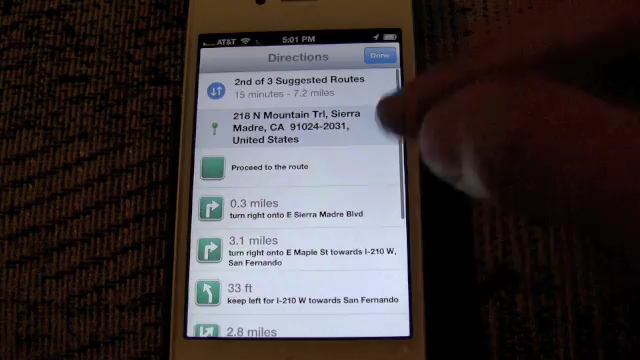 AT&T 5:01 PM
Directions Done
2nd of 3 Suggested Routes
15 minutes - 7.2 miles
218 N Mountain Trl, Sierra
Madre, CA 91024-2031,
United States
Proceed to the route
0.3 miles
turn right onto E Sierra Madre Blvd
3.1 miles
turn right onto E Maple St towards I-210 W,
San Fernando
33 ft
keep left for I-210 W towards San Fernando
2.8 miles